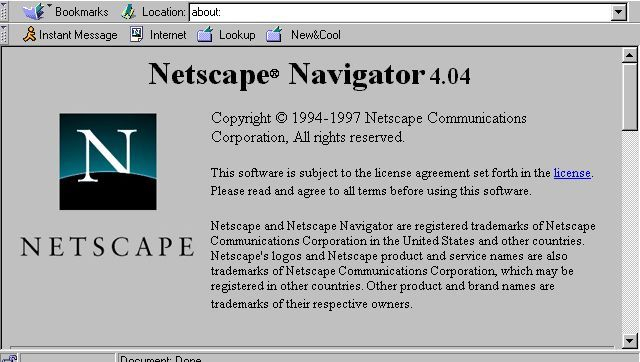 Bookmarks Location: about:
Instant Message Internet Lookup New&Cool
Netscape® Navigator 4.04
N
NETSCAPE
Copyright © 1994-1997 Netscape Communications
Corporation, All rights reserved.
This software is subject to the license agreement set forth in the license.
Please read and agree to all terms before using this software.
Netscape and Netscape Navigator are registered trademarks of Netscape
Communications Corporation in the United States and other countries.
Netscape's logos and Netscape product and service names are also
trademarks of Netscape Communications Corporation, which may be
registered in other countries. Other product and brand names are
trademarks of their respective owners.
Document: Done